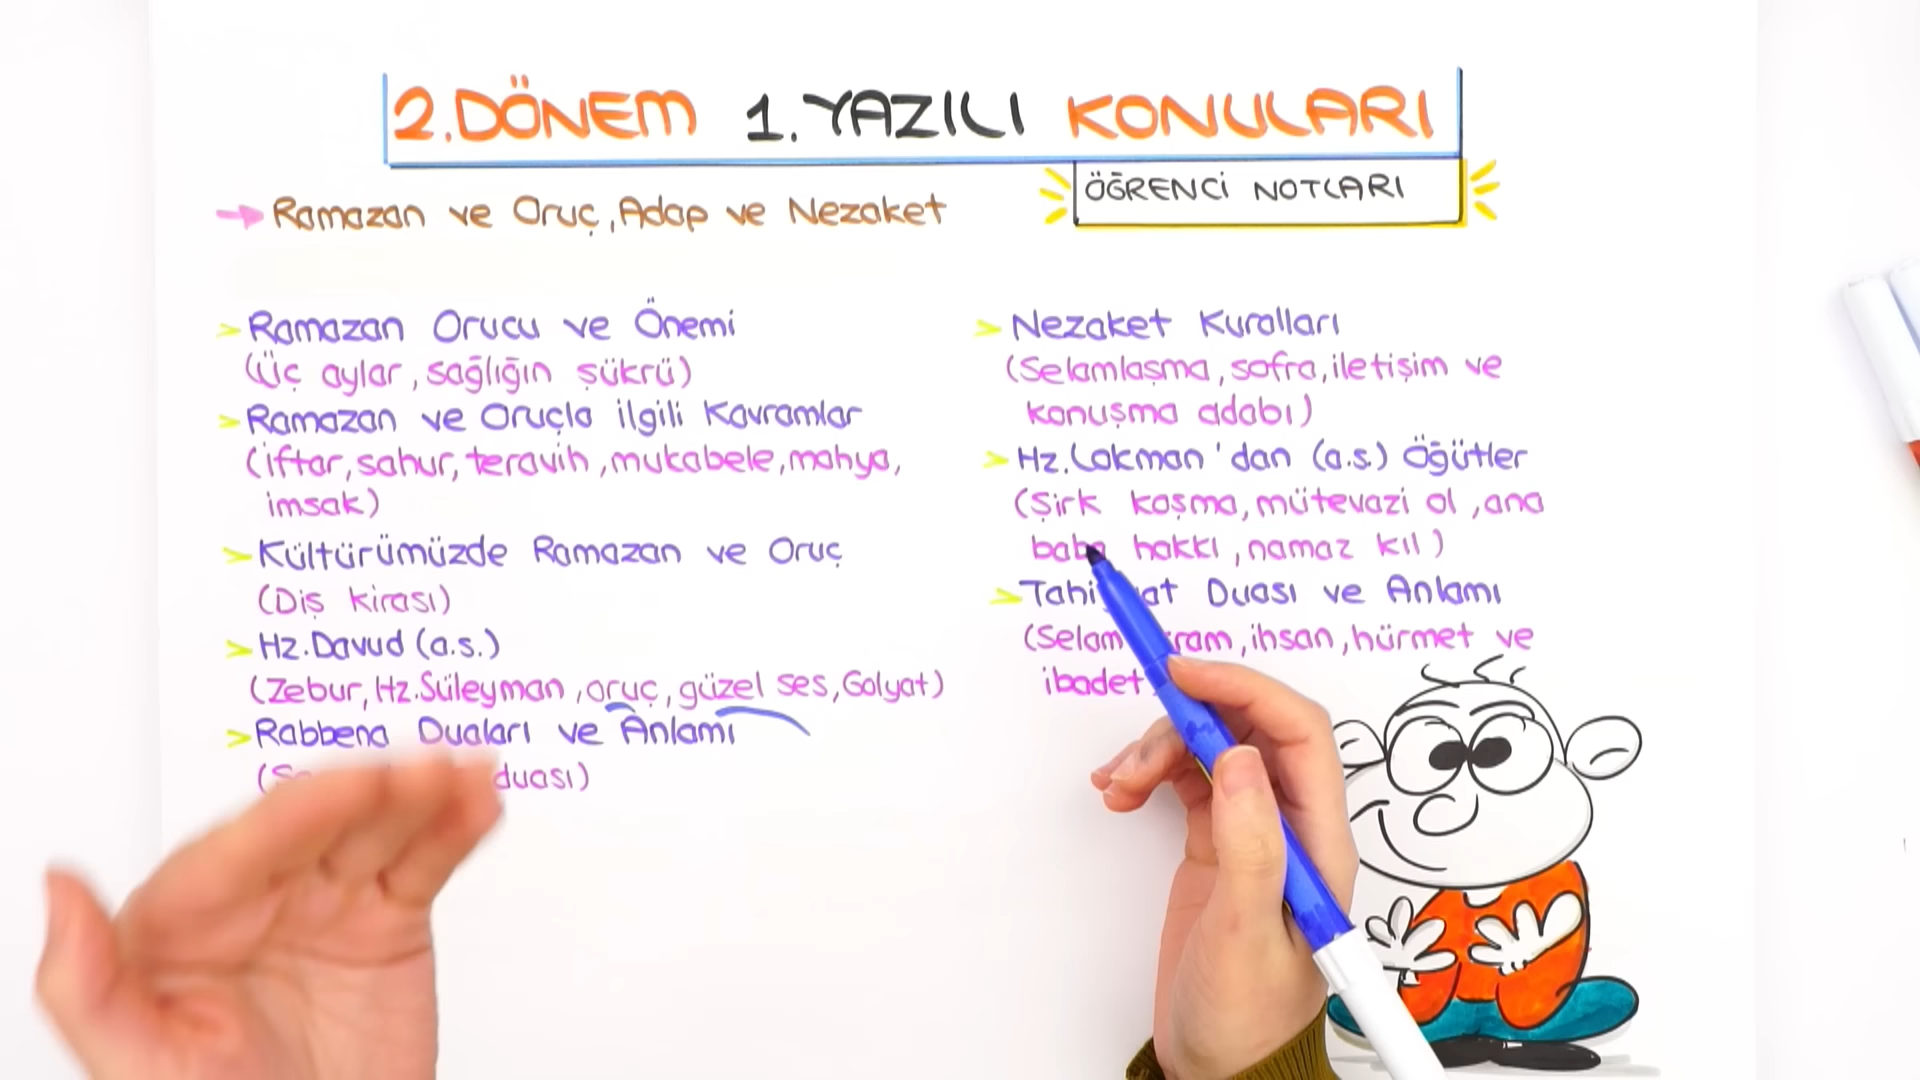 2.DÖNEM 1.YAZILI KONULARI
ÖĞRENCİ NOTLARI
Ramazan ve Oruç, Adap ve Nezaket
Ramazan Orucu ve Önemi
(Üç aylar, sağlığın şükrü)
Ramazan ve Oruçla ilgili Kavramlar
(iftar, sahur, teravih, mukabele, mahya,
imsak)
Kültürümüzde Ramazan ve Oruç
(Diş kirası)
Hz.Davud (a.s.)
(Zebur, Hz.Süleyman, oruç, güzel ses, Golyat)
Rabbena Duaları ve Anlamı
duası)
Nezaket Kuralları
(Selamlaşma, sofra, iletişim ve
konuşma adabı)
Hz.Lokman'dan (a.s.) Öğütler
(Şirk koşma, mütevazi ol, ana
baba hakkı, namaz kıl)
Duası ve Anlamı
(Selam ihsan, hürmet ve
ibadet